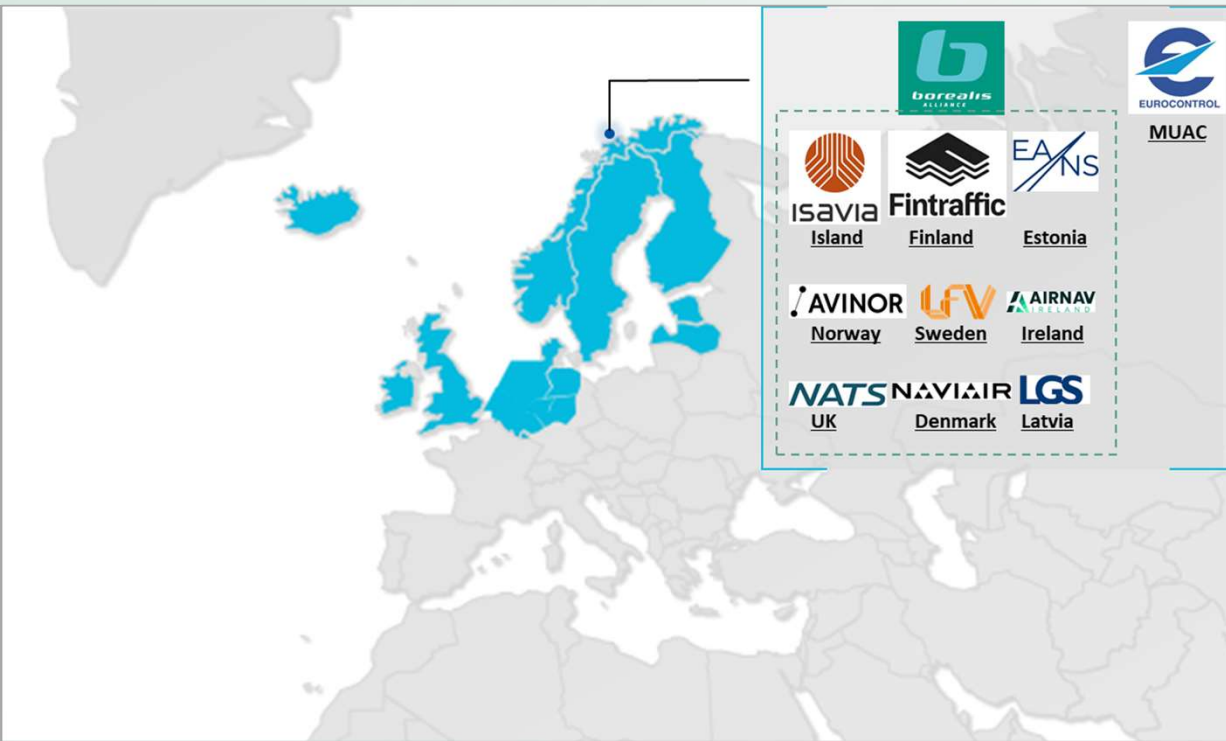 b
borealis
ALLIANCE
EUROCONTROL
MUAC
ISAVIA
Island
Fintraffic
Finland
EANS
Estonia
AVINOR
Norway
LFV
Sweden
AIRNAV
IRELAND
Ireland
NATS
UK
NAVIAIR
Denmark
LGS
Latvia